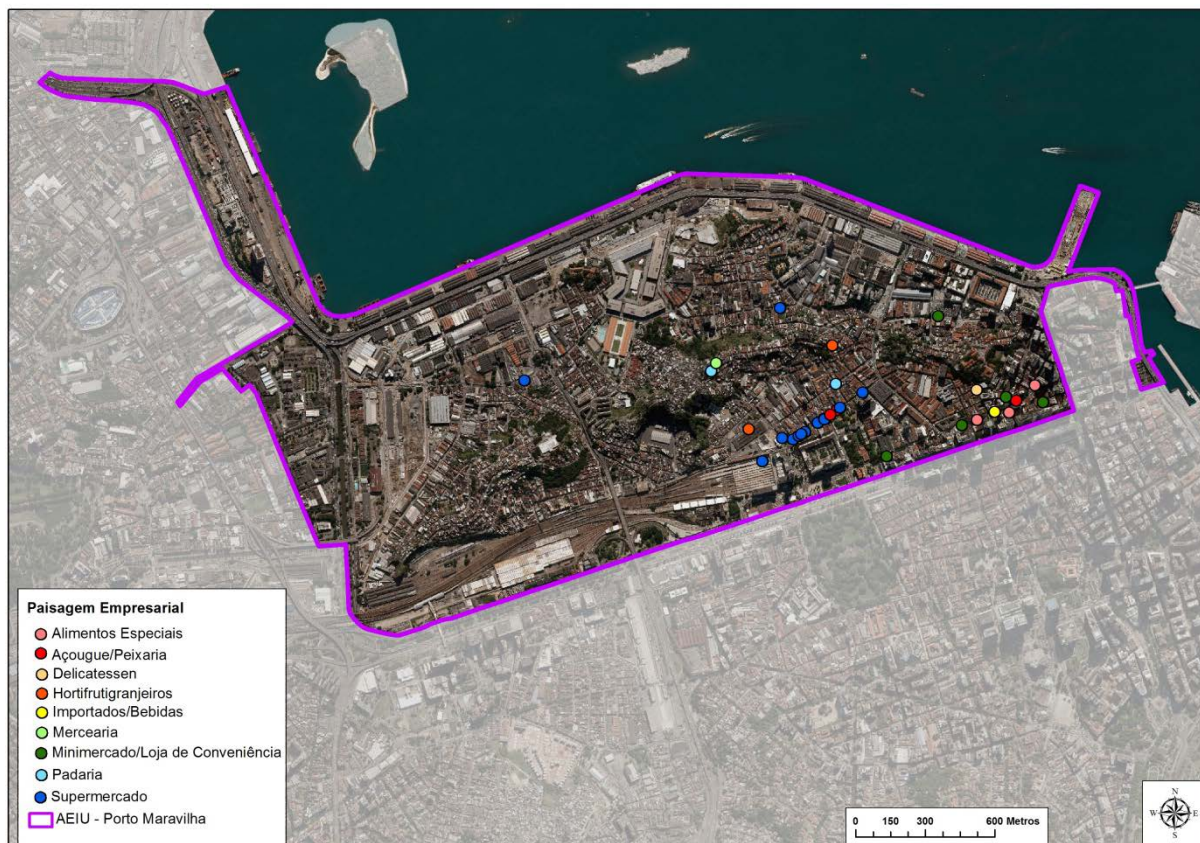 Paisagem Empresarial
Alimentos Especiais
Açougue/Peixaria
Delicatessen
Hortifrutigranjeiros
Importados/Bebidas
Mercearia
Minimercado/Loja de Conveniência
Padaria
Supermercado
AEIU - Porto Maravilha
0 150 300 600 Metros
N
W E
S